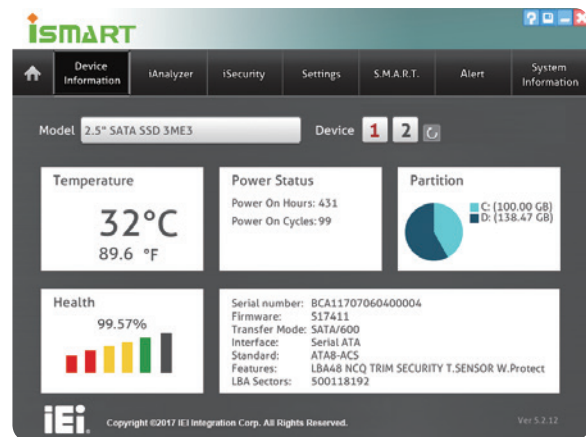 iSMART
Device Information
iAnalyzer
iSecurity
Settings
S.M.A.R.T.
Alert
System Information
Model 2.5" SATA SSD 3ME3 Device 1 2
Temperature
32°C
89.6 °F
Power Status
Power On Hours: 431
Power On Cycles: 99
Partition
C: (100.00 GB)
D: (138.47 GB)
Health
99.57%
Serial number: BCA11707060400004
Firmware: S17411
Transfer Mode: SATA/600
Interface: Serial ATA
Standard: ATA8-ACS
Features: LBA48 NCQ TRIM SECURITY T.SENSOR W.Protect
LBA Sectors: 500118192
iEi. Copyright ©2017 IEI Integration Corp. All Rights Reserved. Ver 5.2.12